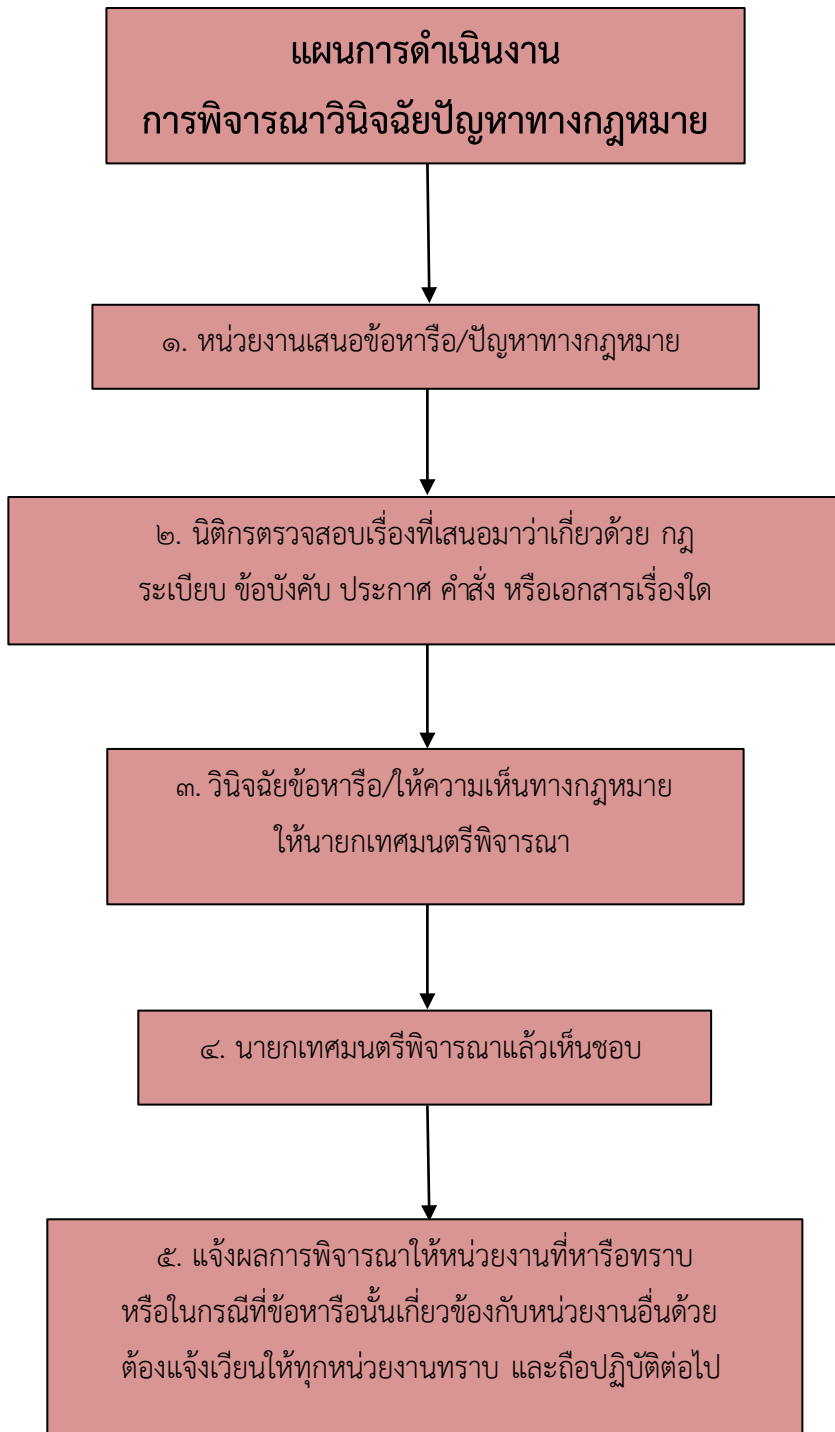 แผนการดำเนินงาน
การพิจารณาวินิจฉัยปัญหาทางกฎหมาย
๑. หน่วยงานเสนอข้อหารือ/ปัญหาทางกฎหมาย
๒. นิติกรตรวจสอบเรื่องที่เสนอมาว่าเกี่ยวด้วย กฎ
ระเบียบ ข้อบังคับ ประกาศ คำสั่ง หรือเอกสารเรื่องใด
๓. วินิจฉัยข้อหารือ/ให้ความเห็นทางกฎหมาย
ให้นายกเทศมนตรีพิจารณา
๔. นายกเทศมนตรีพิจารณาแล้วเห็นชอบ
๕. แจ้งผลการพิจารณาให้หน่วยงานที่หารือทราบ
หรือในกรณีที่ข้อหารือนั้นเกี่ยวข้องกับหน่วยงานอื่นด้วย
ต้องแจ้งเวียนให้ทุกหน่วยงานทราบ และถือปฏิบัติต่อไป